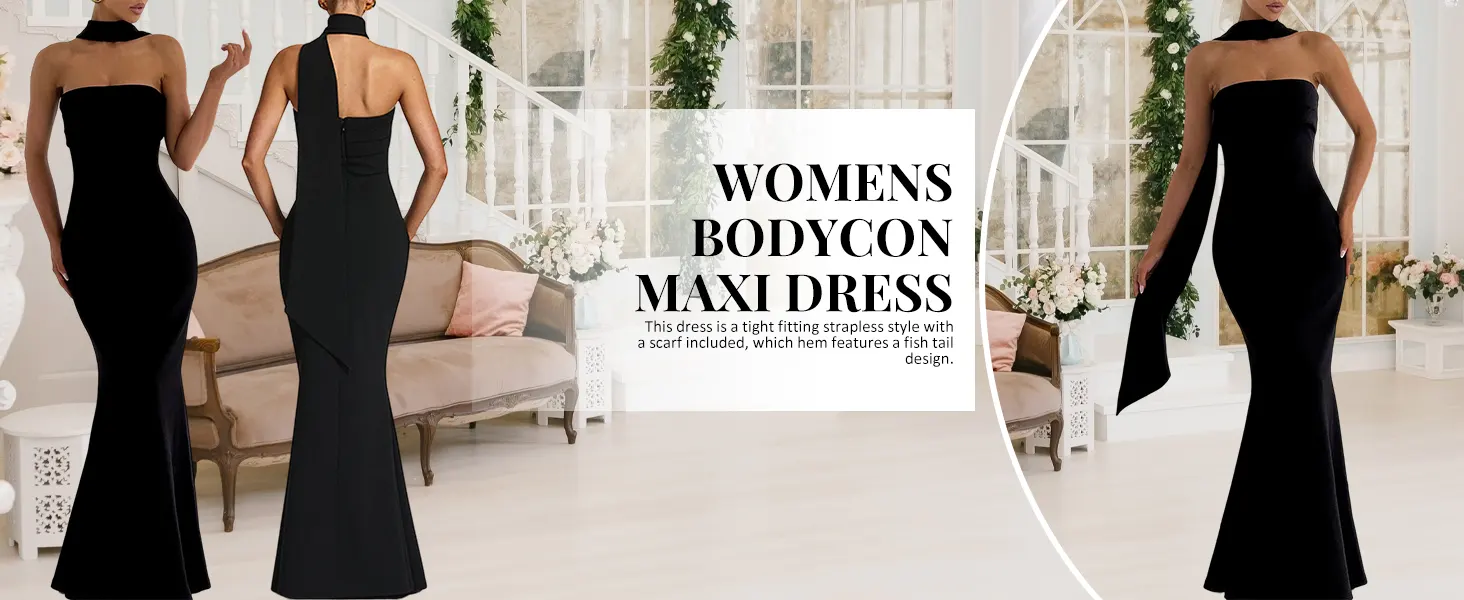 WOMENS
BODYCON
MAXI DRESS
This dress is a tight fitting strapless style with
a scarf included, which hem features a fish tail
design.